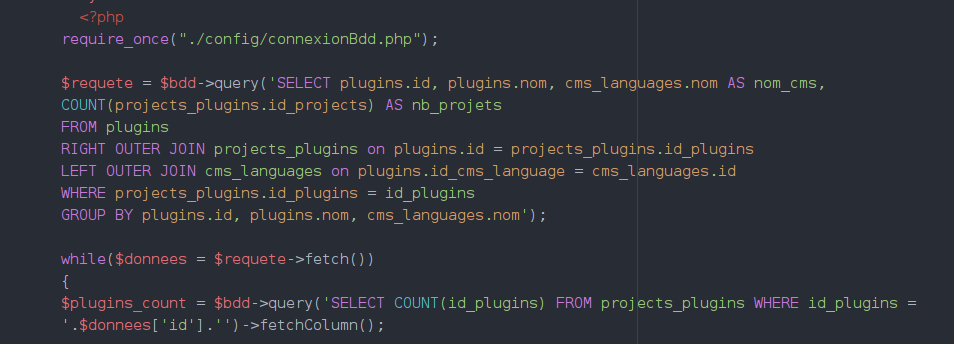 <?php
require_once("./config/connexionBdd.php");
$requete = $bdd->query('SELECT plugins.id, plugins.nom, cms_languages.nom AS nom_cms,
COUNT(projects_plugins.id_projects) AS nb_projets
FROM plugins
RIGHT OUTER JOIN projects_plugins on plugins.id = projects_plugins.id_plugins
LEFT OUTER JOIN cms_languages on plugins.id_cms_language = cms_languages.id
WHERE projects_plugins.id_plugins = id_plugins
GROUP BY plugins.id, plugins.nom, cms_languages.nom');
while($donnees = $requete->fetch())
{
$plugins_count = $bdd->query('SELECT COUNT(id_plugins) FROM projects_plugins WHERE id_plugins =
'.$donnees['id'].'')->fetchColumn();